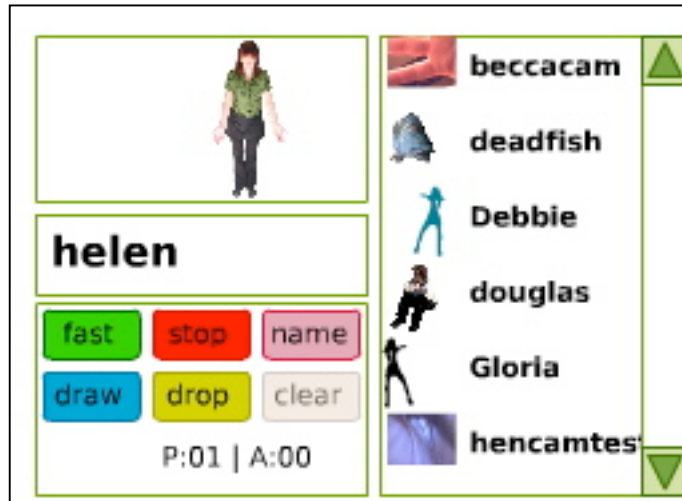 helen
fast stop name
draw drop clear
P:01 | A:00
beccacam
deadfish
Debbie
douglas
Gloria
hencamtest